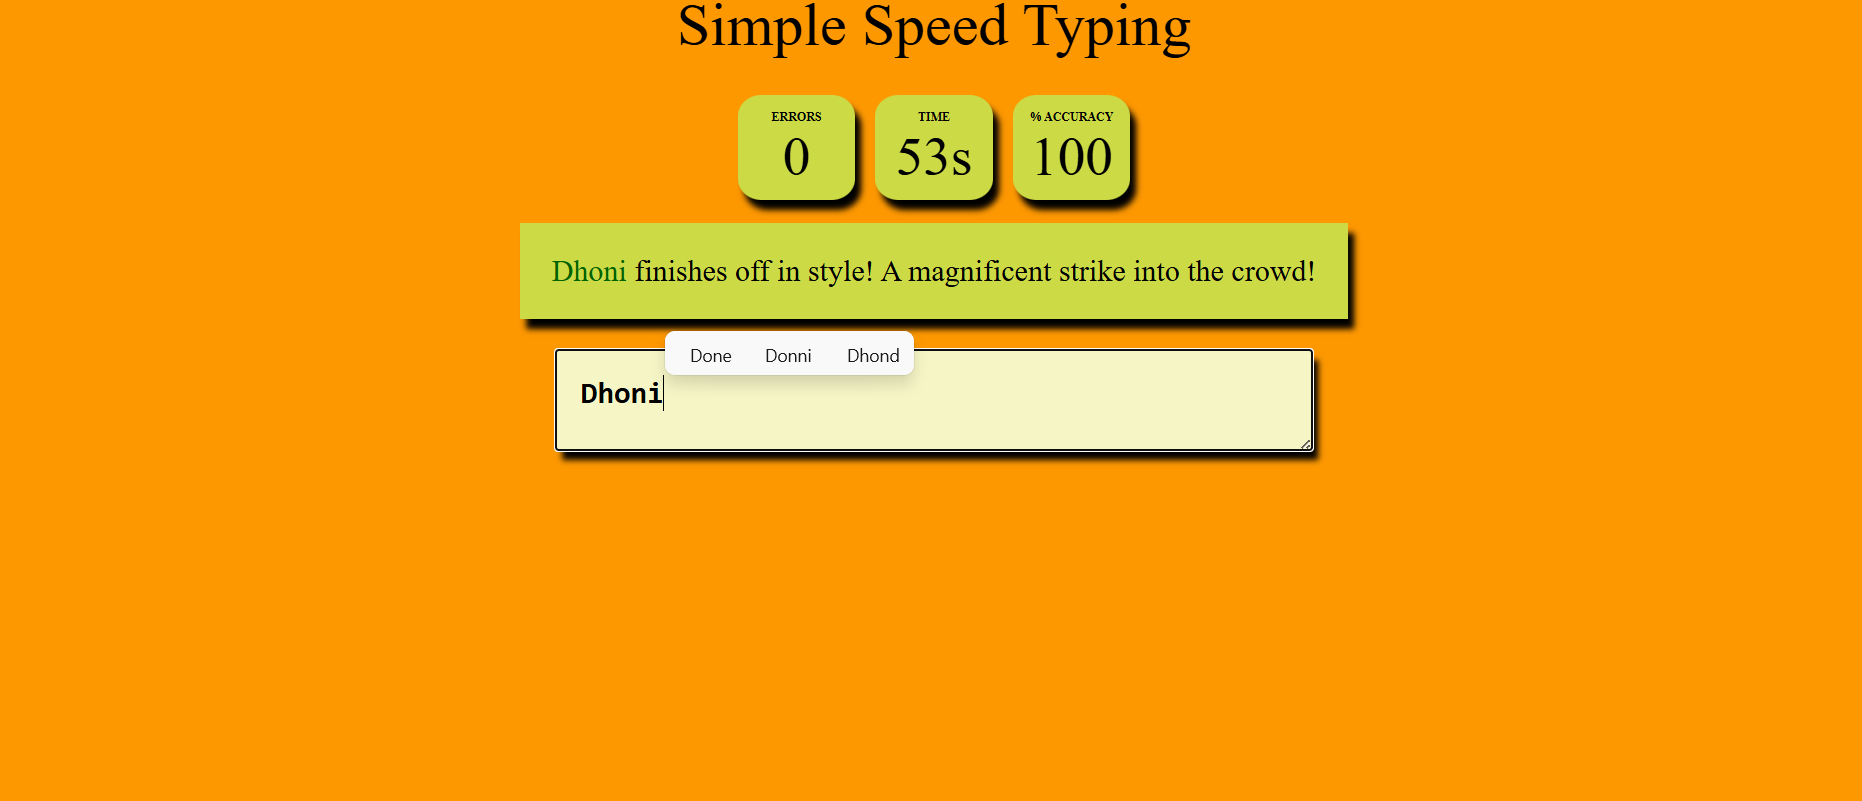 Simple Speed Typing
ERRORS TIME % ACCURACY
0 53s 100
Dhoni finishes off in style! A magnificent strike into the crowd!
Done Donni Dhond
Dhoni